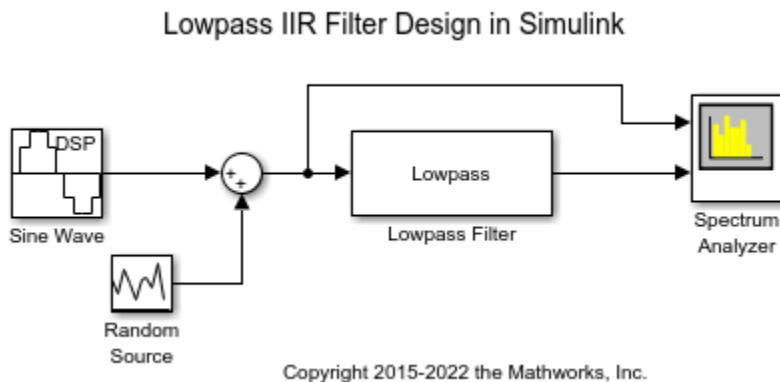 Lowpass IIR Filter Design in Simulink
DSP
Sine Wave
+
+
Random
Source
Lowpass
Lowpass Filter
Spectrum
Analyzer
Copyright 2015-2022 the Mathworks, Inc.